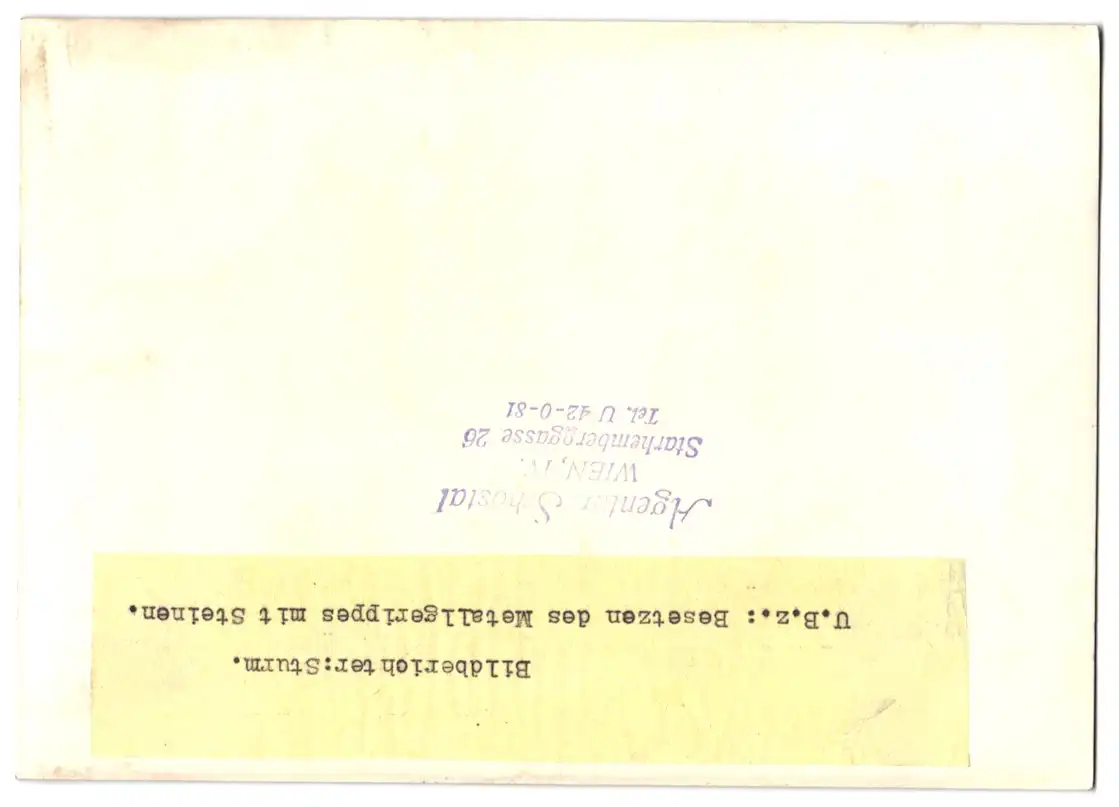 Bildberichter:Sturm.
U.B.z.: Besetzen des Metallgerippes mit Steinen.
Agentur Schostal
WIEN, IV.
Starhemberggasse 26
Tel. U 42-0-81